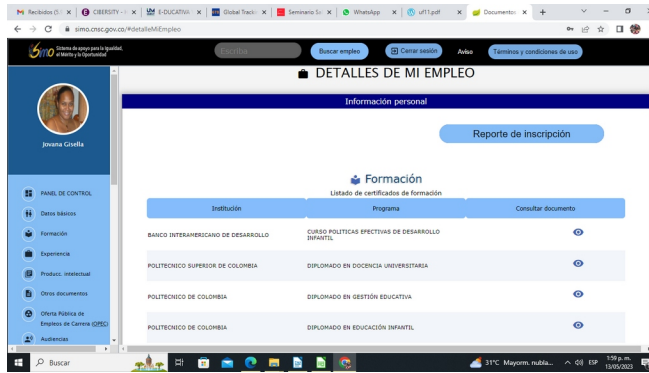 Recibidos (5
CIBERSITY -
E-DUCATIVA
Global Tracki
Seminario Sa
WhatsApp
uf11.pdf
Documentos
simo.cnsc.gov.co/#detalleMiEmpleo
Simo Sistema de apoyo para la Igualdad,
el Mérito y la Oportunidad
Escriba
Buscar empleo
Cerrar sesión
Aviso
Términos y condiciones de uso
DETALLES DE MI EMPLEO
Información personal
Reporte de inscripción
Jovana Gisella
PANEL DE CONTROL
Datos básicos
Formación
Experiencia
Producc. intelectual
Otros documentos
Oferta Pública de
Empleos de Carrera (OPEC)
Audiencias
Formación
Listado de certificados de formación
Institución Programa Consultar documento
BANCO INTERAMERICANO DE DESARROLLO CURSO POLITICAS EFECTIVAS DE DESARROLLO
INFANTIL
POLITECNICO SUPERIOR DE COLOMBIA DIPLOMADO EN DOCENCIA UNIVERSITARIA
POLITECNICO DE COLOMBIA DIPLOMADO EN GESTIÓN EDUCATIVA
POLITECNICO DE COLOMBIA DIPLOMADO EN EDUCACIÓN INFANTIL
Buscar
31°C Mayorm. nubla... ESP 1:59 p. m.
13/05/2023